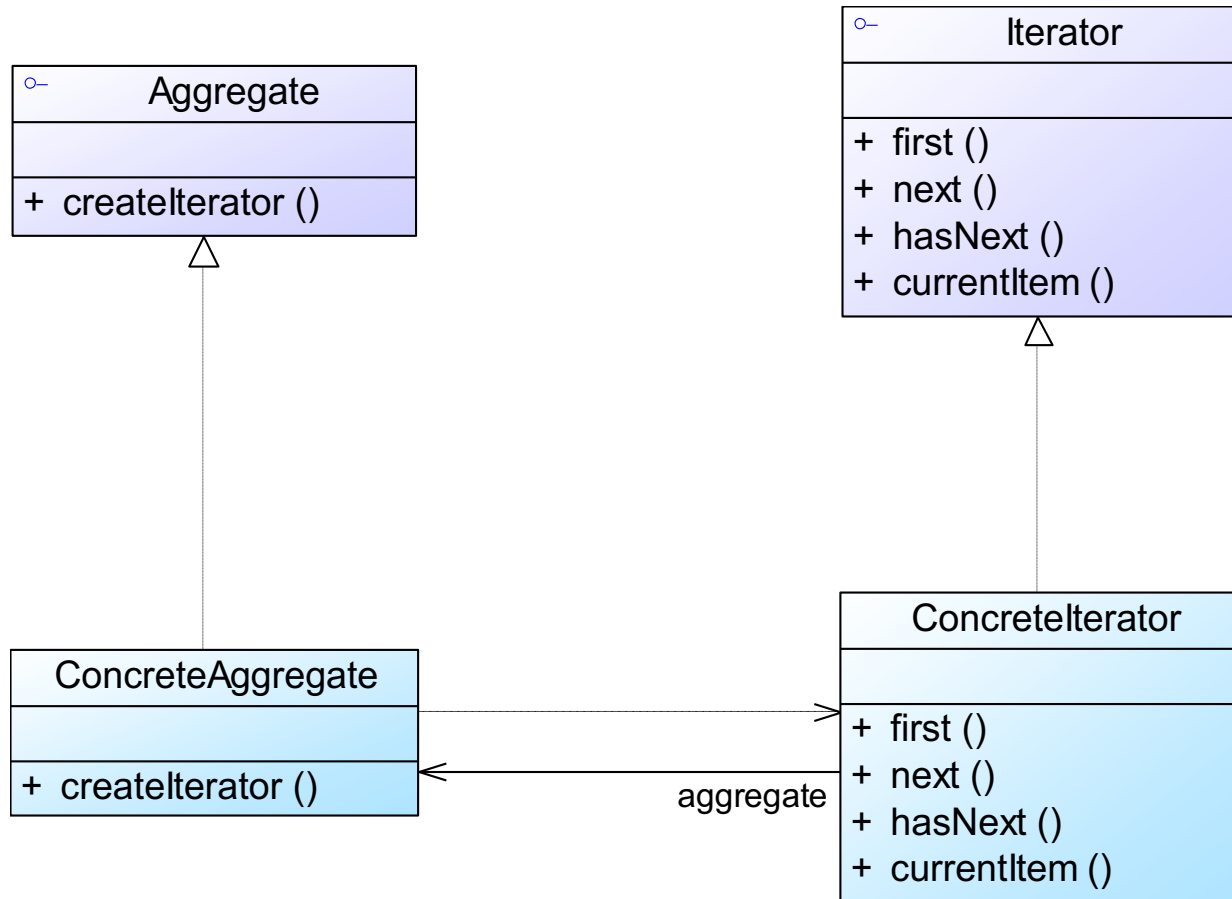 Aggregate
+ createIterator ()
Iterator
+ first ()
+ next ()
+ hasNext ()
+ currentItem ()
ConcreteAggregate
+ createIterator ()
aggregate
ConcreteIterator
+ first ()
+ next ()
+ hasNext ()
+ currentItem ()